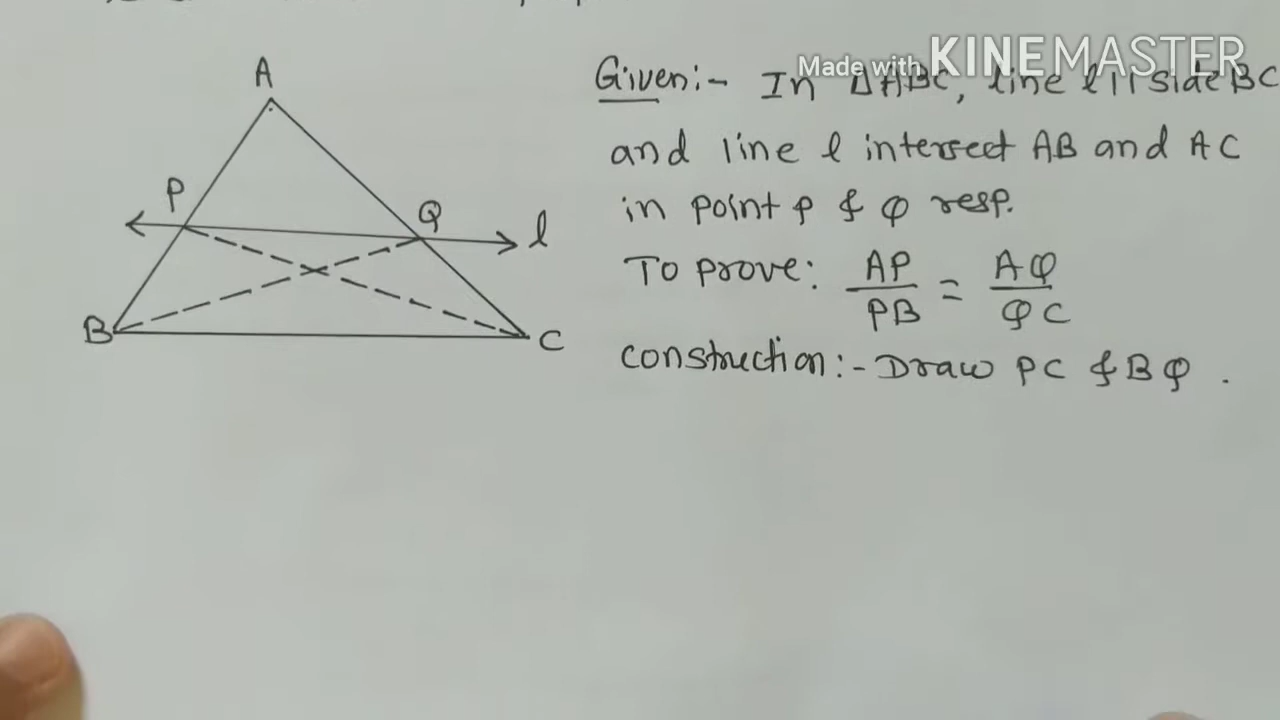 Made with KINEMASTER
Given:- In ΔABC, line l || side BC
and line l intersect AB and AC
in point P & Q resp.
To prove: AP/PB = AQ/QC
construction:- Draw PC & BQ .
A
P
Q
l
B
C